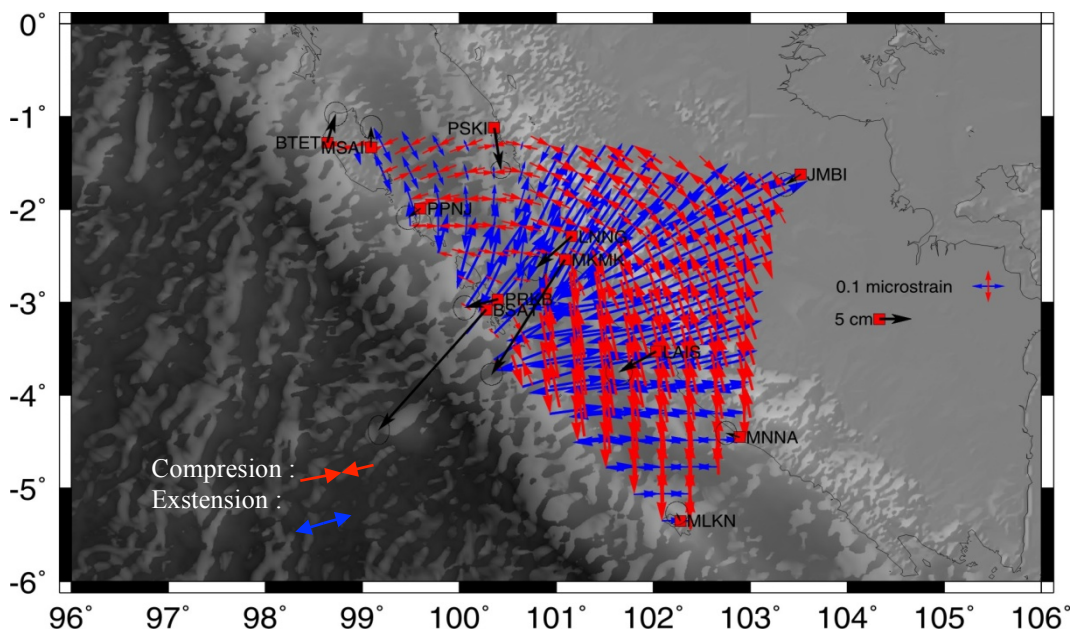 0°
-1°
-2°
-3°
-4°
-5°
-6°
BTET
MSAI
PSKI
JMBI
PPNJ
LNNG
MKMK
PRKB
BSAT
LAIS
MNNA
MLKN
0.1 microstrain
5 cm
Compresion :
Exstension :
96° 97° 98° 99° 100° 101° 102° 103° 104° 105° 106°